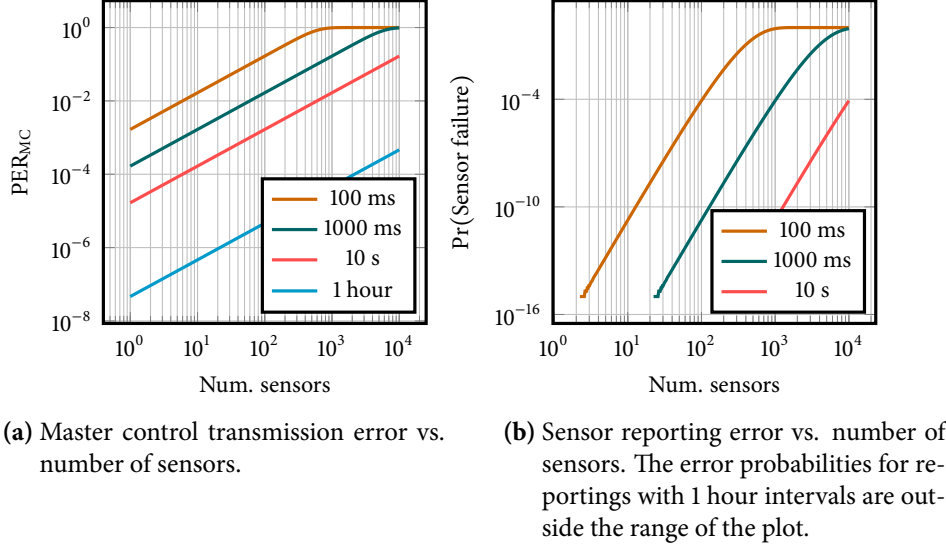 10^0
10^-2
10^-4
10^-6
10^-8
PER_MC
100 ms
1000 ms
10 s
1 hour
10^0 10^1 10^2 10^3 10^4
Num. sensors
(a) Master control transmission error vs.
number of sensors.
10^-4
10^-10
10^-16
Pr(Sensor failure)
100 ms
1000 ms
10 s
10^0 10^1 10^2 10^3 10^4
Num. sensors
(b) Sensor reporting error vs. number of
sensors. The error probabilities for re-
portings with 1 hour intervals are out-
side the range of the plot.